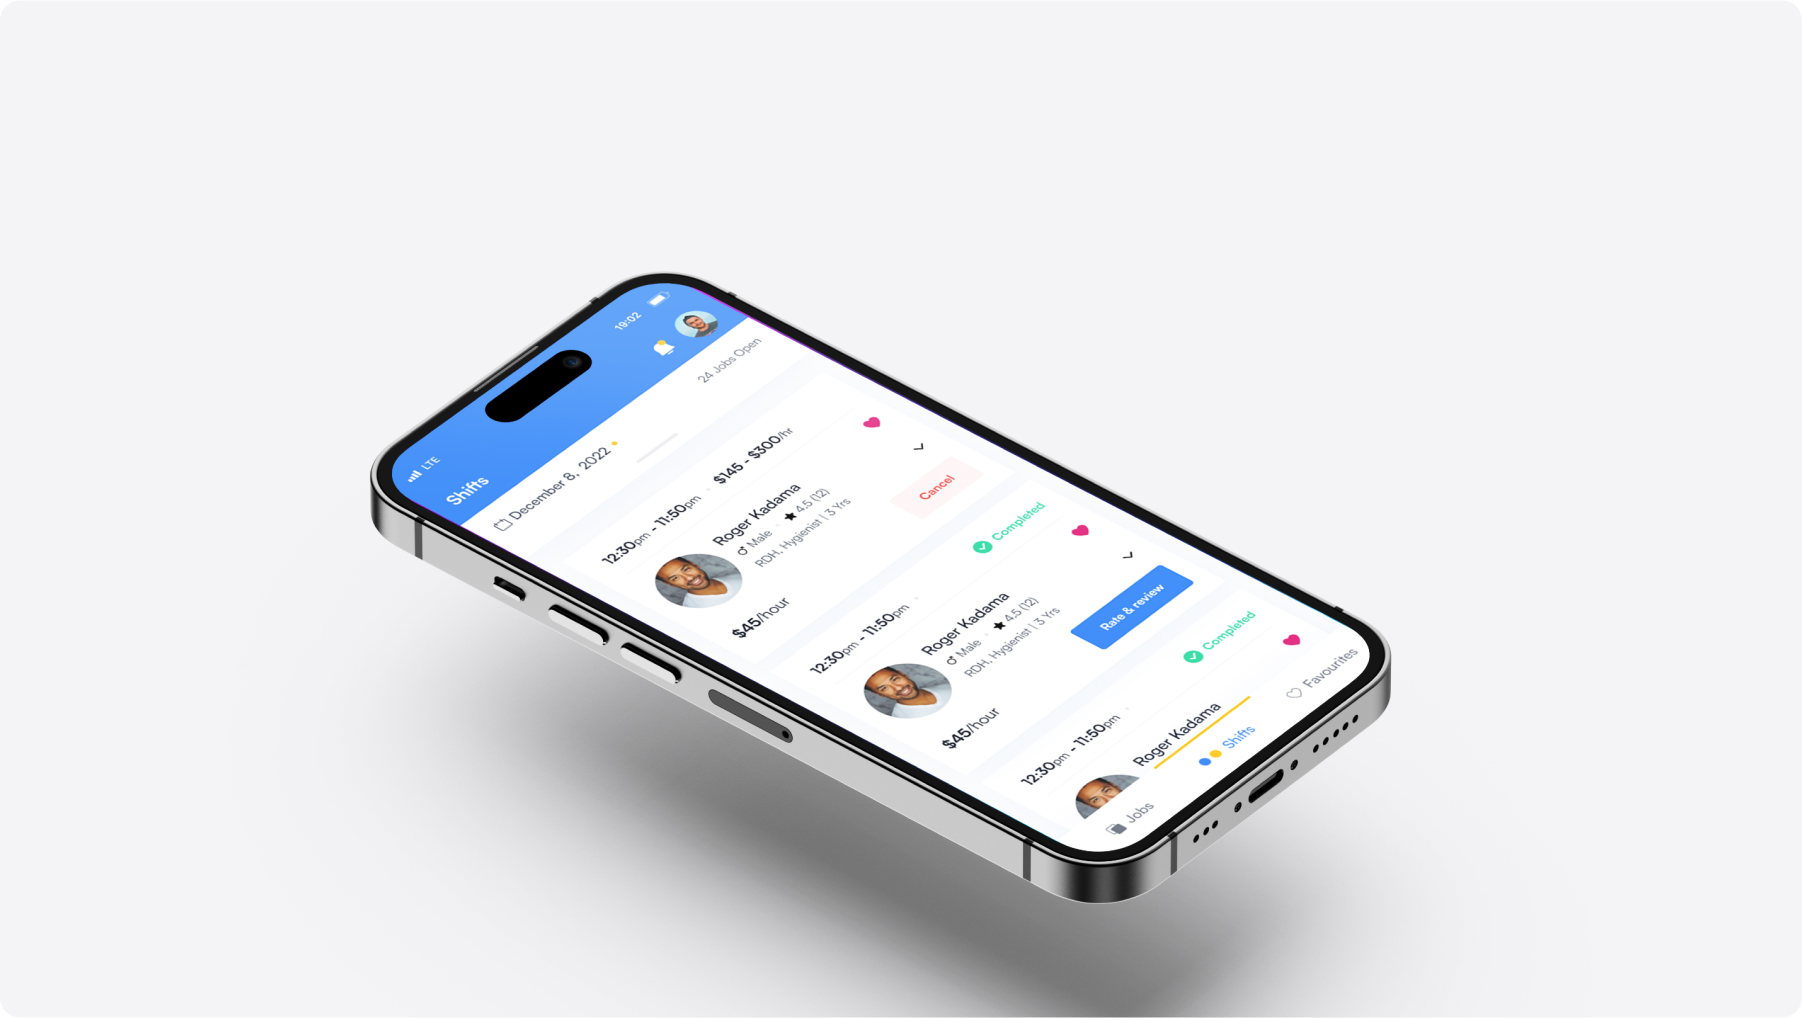 LTE
19:02
Shifts
December 8, 2022
24 Jobs Open
12:30pm - 11:50pm
$145 - $300/hr
Roger Kadama
Male
4.5 (12)
RDH, Hygienist | 3 Yrs
$45/hour
Cancel
Completed
12:30pm - 11:50pm
Roger Kadama
Male
4.5 (12)
RDH, Hygienist | 3 Yrs
$45/hour
Rate & review
Completed
12:30pm - 11:50pm
Roger Kadama
Jobs
Shifts
Favourites